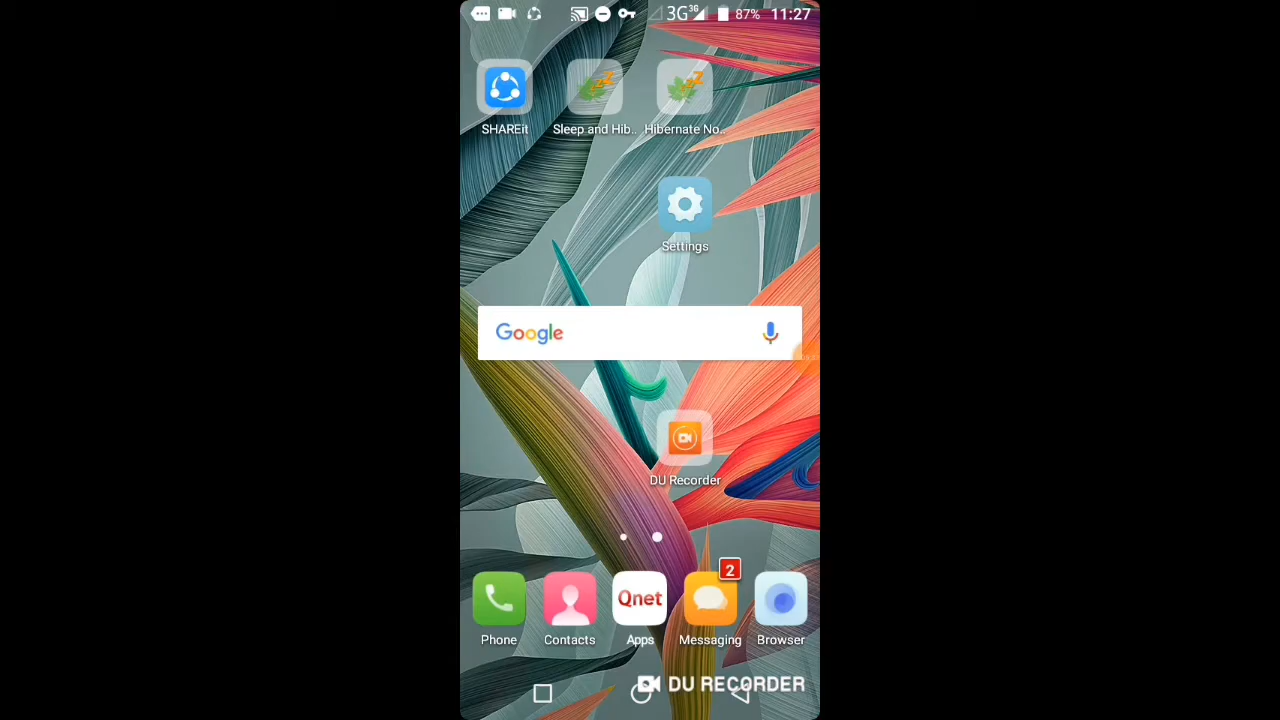 3G 3G 87% 11:27
SHAREit
Sleep and Hib..
Hibernate No..
Settings
Google
DU Recorder
2
Qnet
Phone
Contacts
Apps
Messaging
Browser
DU RECORDER